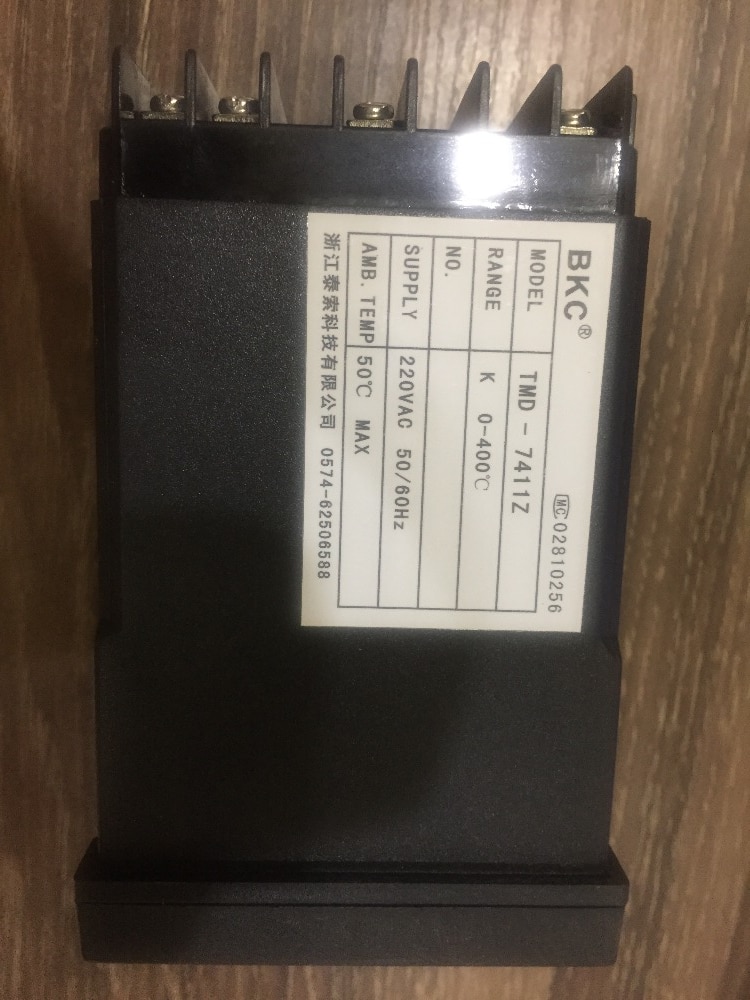 BKC® MC 02810256
MODEL TMD - 7411Z
RANGE K 0-400℃
NO.
SUPPLY 220VAC 50/60Hz
AMB. TEMP 50℃ MAX
浙江泰索科技有限公司 0574-62506588